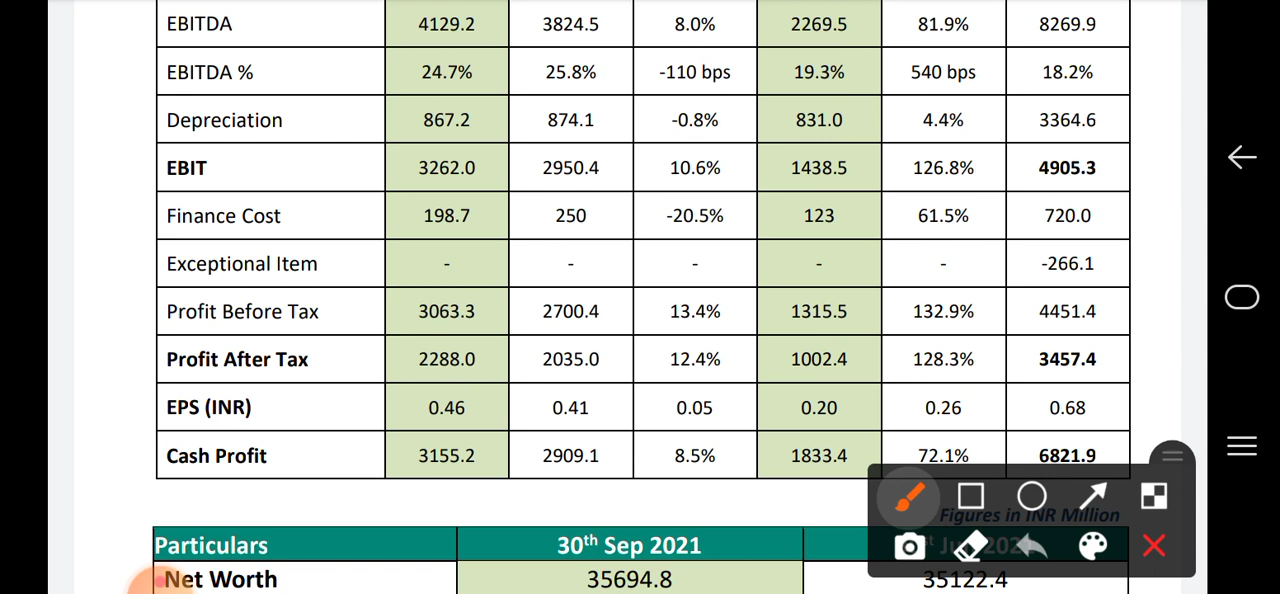 EBITDA 4129.2 3824.5 8.0% 2269.5 81.9% 8269.9
EBITDA % 24.7% 25.8% -110 bps 19.3% 540 bps 18.2%
Depreciation 867.2 874.1 -0.8% 831.0 4.4% 3364.6
EBIT 3262.0 2950.4 10.6% 1438.5 126.8% 4905.3
Finance Cost 198.7 250 -20.5% 123 61.5% 720.0
Exceptional Item - - - - - -266.1
Profit Before Tax 3063.3 2700.4 13.4% 1315.5 132.9% 4451.4
Profit After Tax 2288.0 2035.0 12.4% 1002.4 128.3% 3457.4
EPS (INR) 0.46 0.41 0.05 0.20 0.26 0.68
Cash Profit 3155.2 2909.1 8.5% 1833.4 72.1% 6821.9
Figures in INR Million
Particulars 30th Sep 2021
Net Worth 35694.8 35122.4